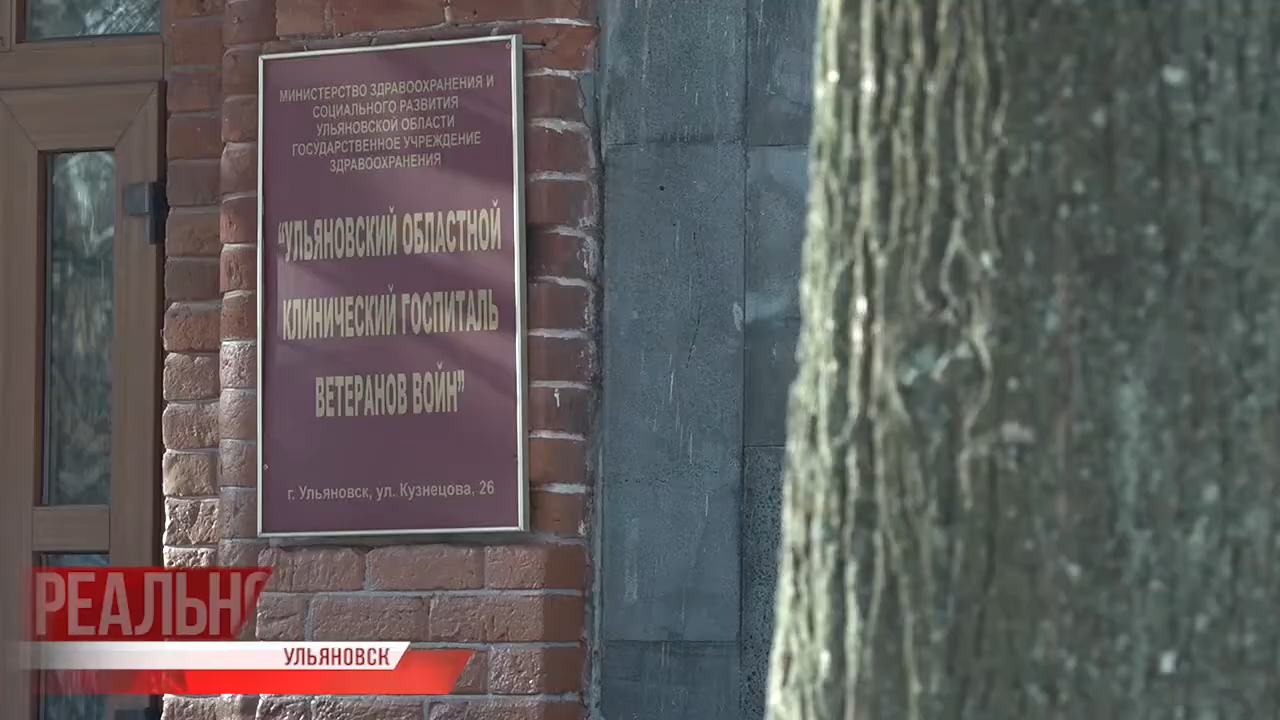 МИНИСТЕРСТВО ЗДРАВООХРАНЕНИЯ И
СОЦИАЛЬНОГО РАЗВИТИЯ
УЛЬЯНОВСКОЙ ОБЛАСТИ
ГОСУДАРСТВЕННОЕ УЧРЕЖДЕНИЕ
ЗДРАВООХРАНЕНИЯ
“УЛЬЯНОВСКИЙ ОБЛАСТНОЙ
КЛИНИЧЕСКИЙ ГОСПИТАЛЬ
ВЕТЕРАНОВ ВОЙН”
г. Ульяновск, ул. Кузнецова, 26
РЕАЛЬНО
УЛЬЯНОВСК